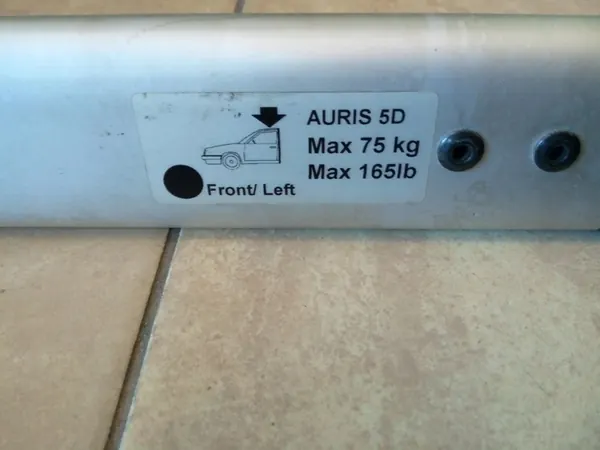 AURIS 5D
Max 75 kg
Max 165lb
Front/ Left